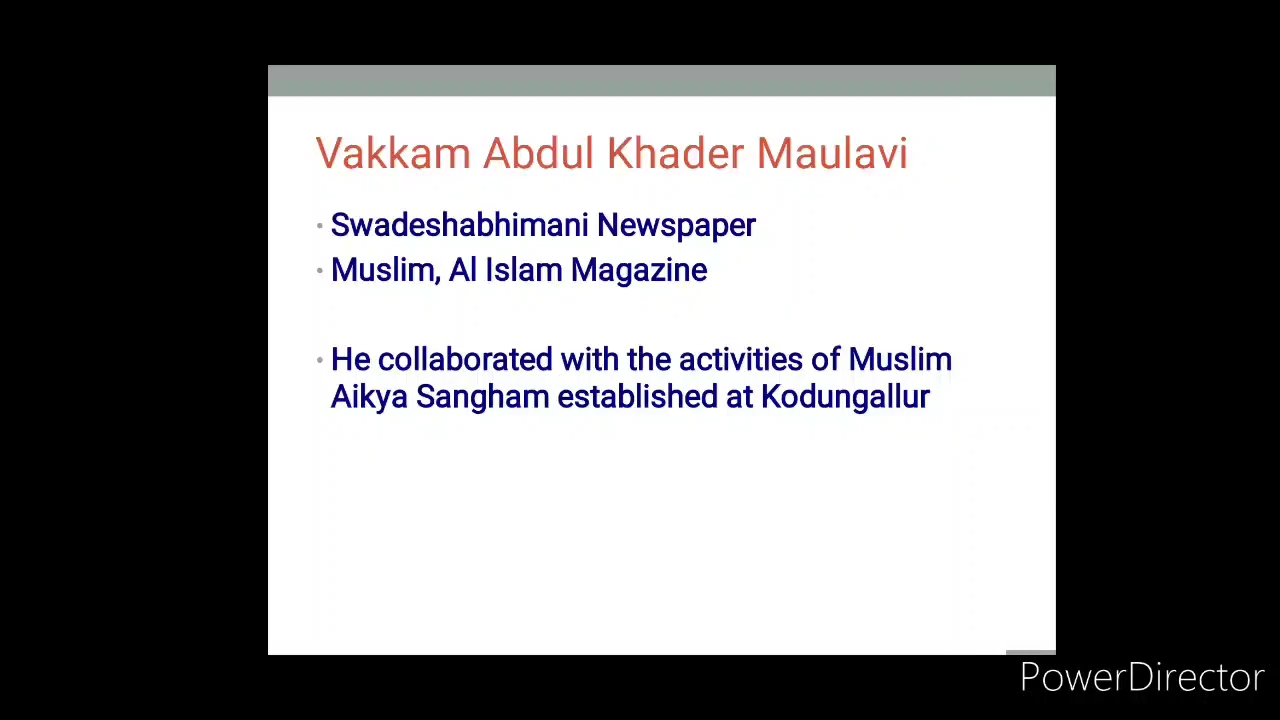 Vakkam Abdul Khader Maulavi
• Swadeshabhimani Newspaper
• Muslim, Al Islam Magazine
• He collaborated with the activities of Muslim
Aikya Sangham established at Kodungallur
PowerDirector